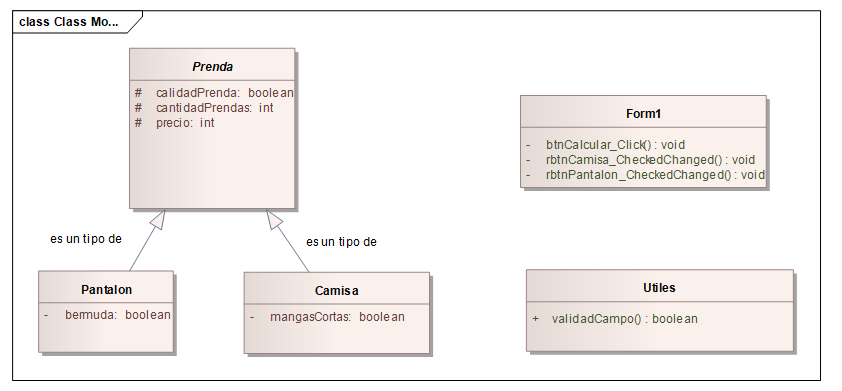 class Class Mo...
Prenda
# calidadPrenda: boolean
# cantidadPrendas: int
# precio: int
Form1
- btnCalcular_Click() : void
- rbtnCamisa_CheckedChanged() : void
- rbtnPantalon_CheckedChanged() : void
es un tipo de
es un tipo de
Pantalon
- bermuda: boolean
Camisa
- mangasCortas: boolean
Utiles
+ validadCampo() : boolean